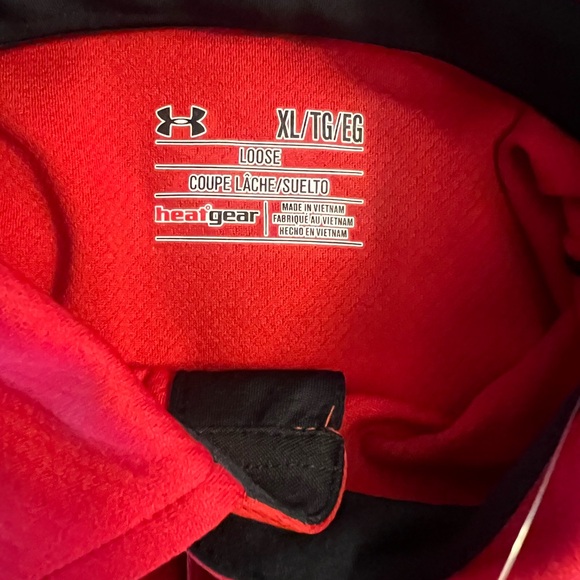 XL/TG/EG
LOOSE
COUPE LÂCHE/SUELTO
heatgear
MADE IN VIETNAM
FABRIQUÉ AU VIETNAM
HECHO EN VIETNAM